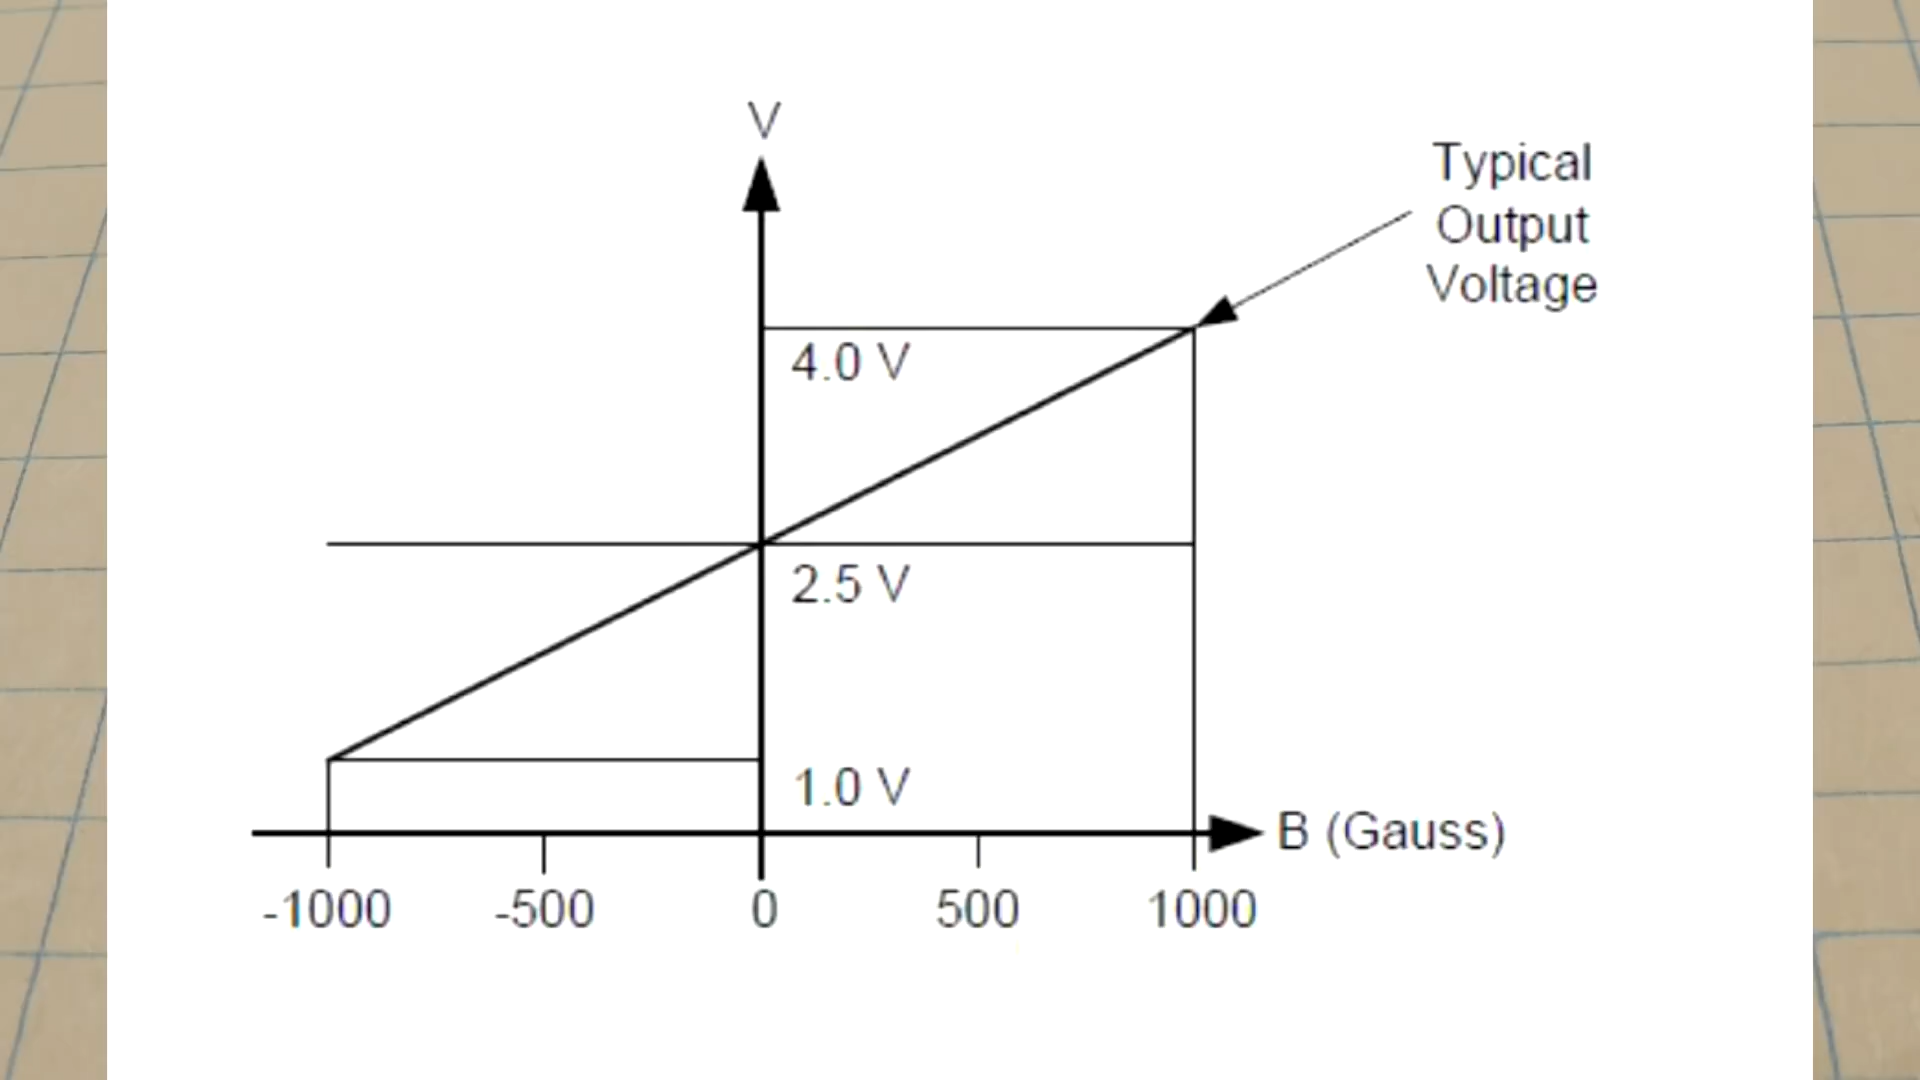 V
Typical
Output
Voltage
4.0 V
2.5 V
1.0 V
B (Gauss)
-1000
-500
0
500
1000